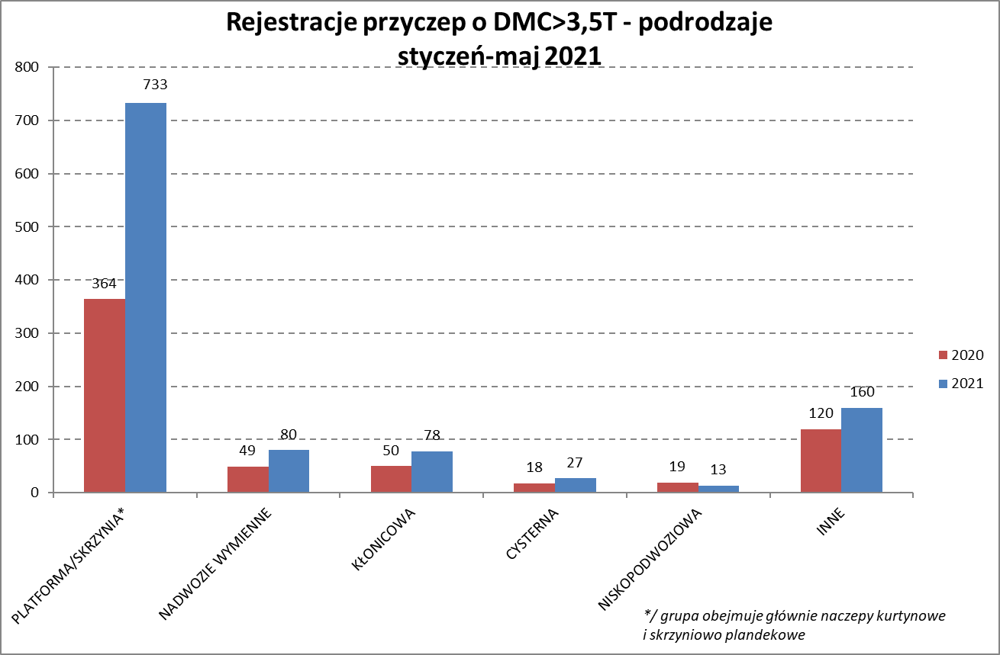 Rejestracje przyczep o DMC>3,5T - podrodzaje
styczeń-maj 2021
800
700
600
500
400
300
200
100
0
364
733
49
80
50
78
18
27
19
13
120
160
PLATFORMA/SKRZYNIA*
NADWOZIE WYMIENNE
KŁONICOWA
CYSTERNA
NISKOPODWOZIOWA
INNE
2020
2021
*/ grupa obejmuje głównie naczepy kurtynowe
i skrzyniowo plandekowe